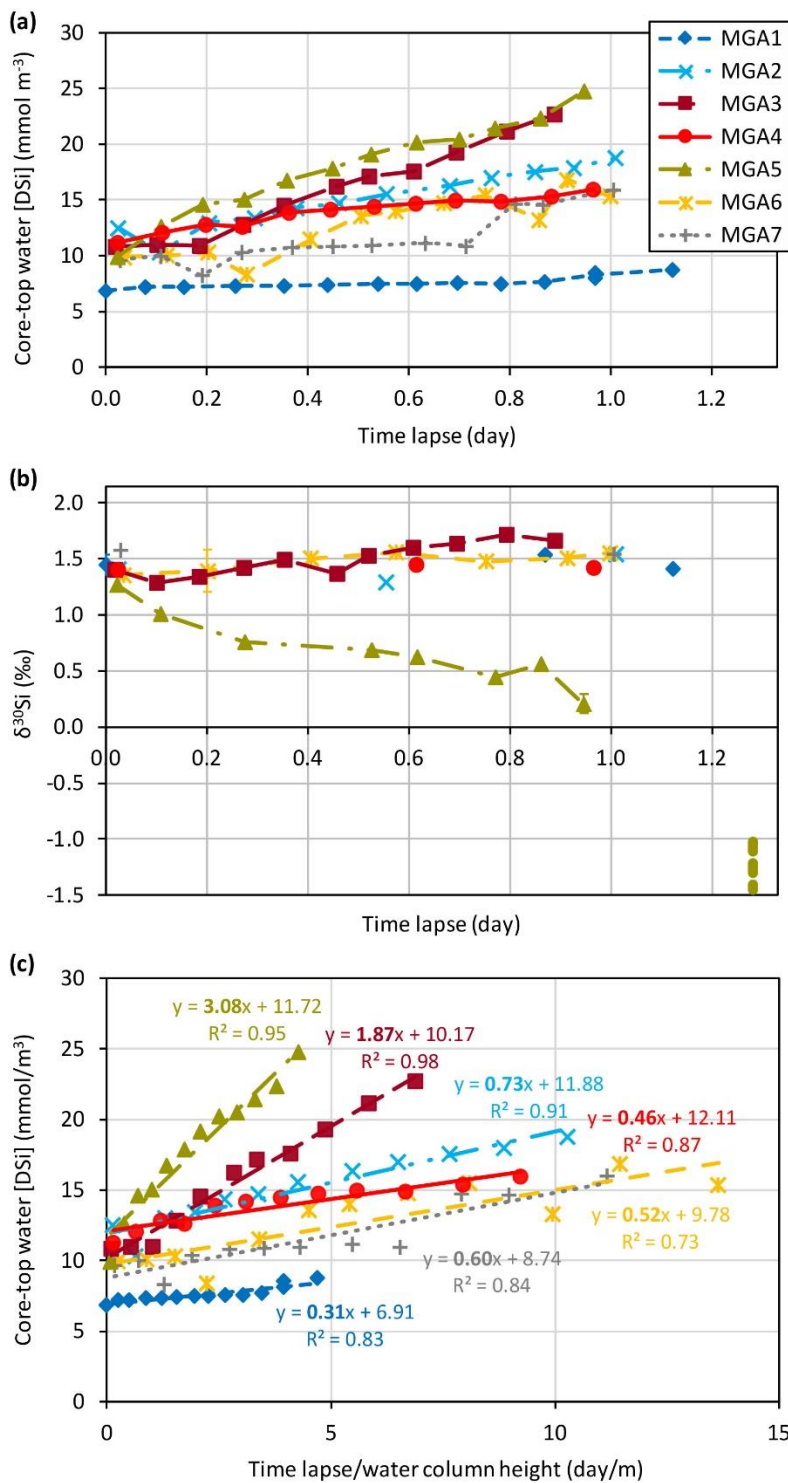 (a)
Core-top water [DSi] (mmol m⁻³)
30
25
20
15
10
5
0
0.0 0.2 0.4 0.6 0.8 1.0 1.2
Time lapse (day)
MGA1
MGA2
MGA3
MGA4
MGA5
MGA6
MGA7
(b)
δ³⁰Si (‰)
2.0
1.5
1.0
0.5
0.0
-0.5
-1.0
-1.5
0.0 0.2 0.4 0.6 0.8 1.0 1.2
Time lapse (day)
(c)
Core-top water [DSi] (mmol/m³)
30
25
20
15
10
5
0
y = 3.08x + 11.72
R² = 0.95
y = 1.87x + 10.17
R² = 0.98
y = 0.73x + 11.88
R² = 0.91
y = 0.46x + 12.11
R² = 0.87
y = 0.52x + 9.78
R² = 0.73
y = 0.60x + 8.74
R² = 0.84
y = 0.31x + 6.91
R² = 0.83
0 5 10 15
Time lapse/water column height (day/m)